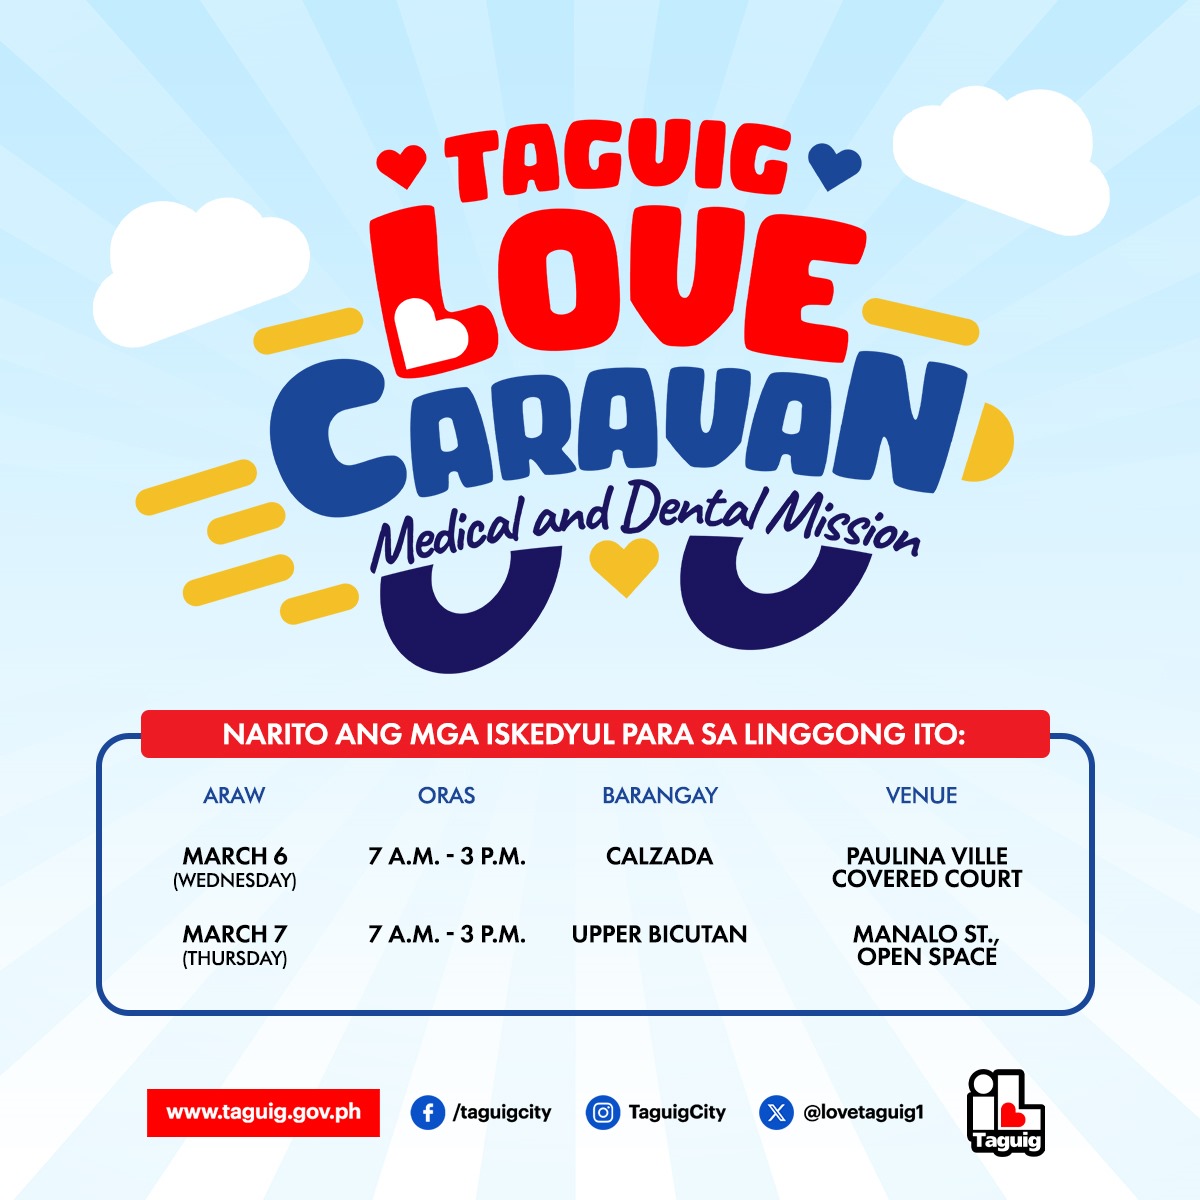 TAGUIG
LOVE
CARAVAN
Medical and Dental Mission
NARITO ANG MGA ISKEDYUL PARA SA LINGGONG ITO:
ARAW ORAS BARANGAY VENUE
MARCH 6 7 A.M. - 3 P.M. CALZADA PAULINA VILLE
(WEDNESDAY) COVERED COURT
MARCH 7 7 A.M. - 3 P.M. UPPER BICUTAN MANALO ST.,
(THURSDAY) OPEN SPACE
www.taguig.gov.ph /taguigcity TaguigCity @lovetaguig1
iL
Taguig